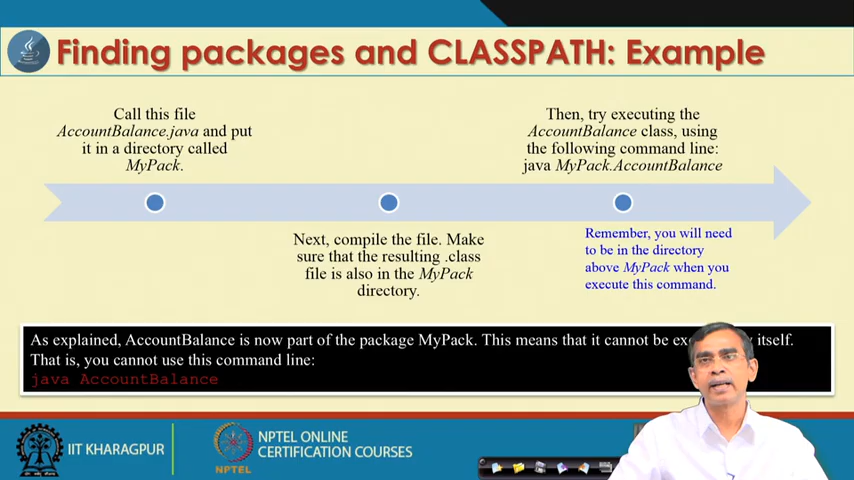 Finding packages and CLASSPATH: Example
Call this file
AccountBalance.java and put
it in a directory called
MyPack.
Next, compile the file. Make
sure that the resulting .class
file is also in the MyPack
directory.
Then, try executing the
AccountBalance class, using
the following command line:
java MyPack.AccountBalance
Remember, you will need
to be in the directory
above MyPack when you
execute this command.
As explained, AccountBalance is now part of the package MyPack. This means that it cannot be itself.
That is, you cannot use this command line:
java AccountBalance
IIT KHARAGPUR
NPTEL
NPTEL ONLINE
CERTIFICATION COURSES